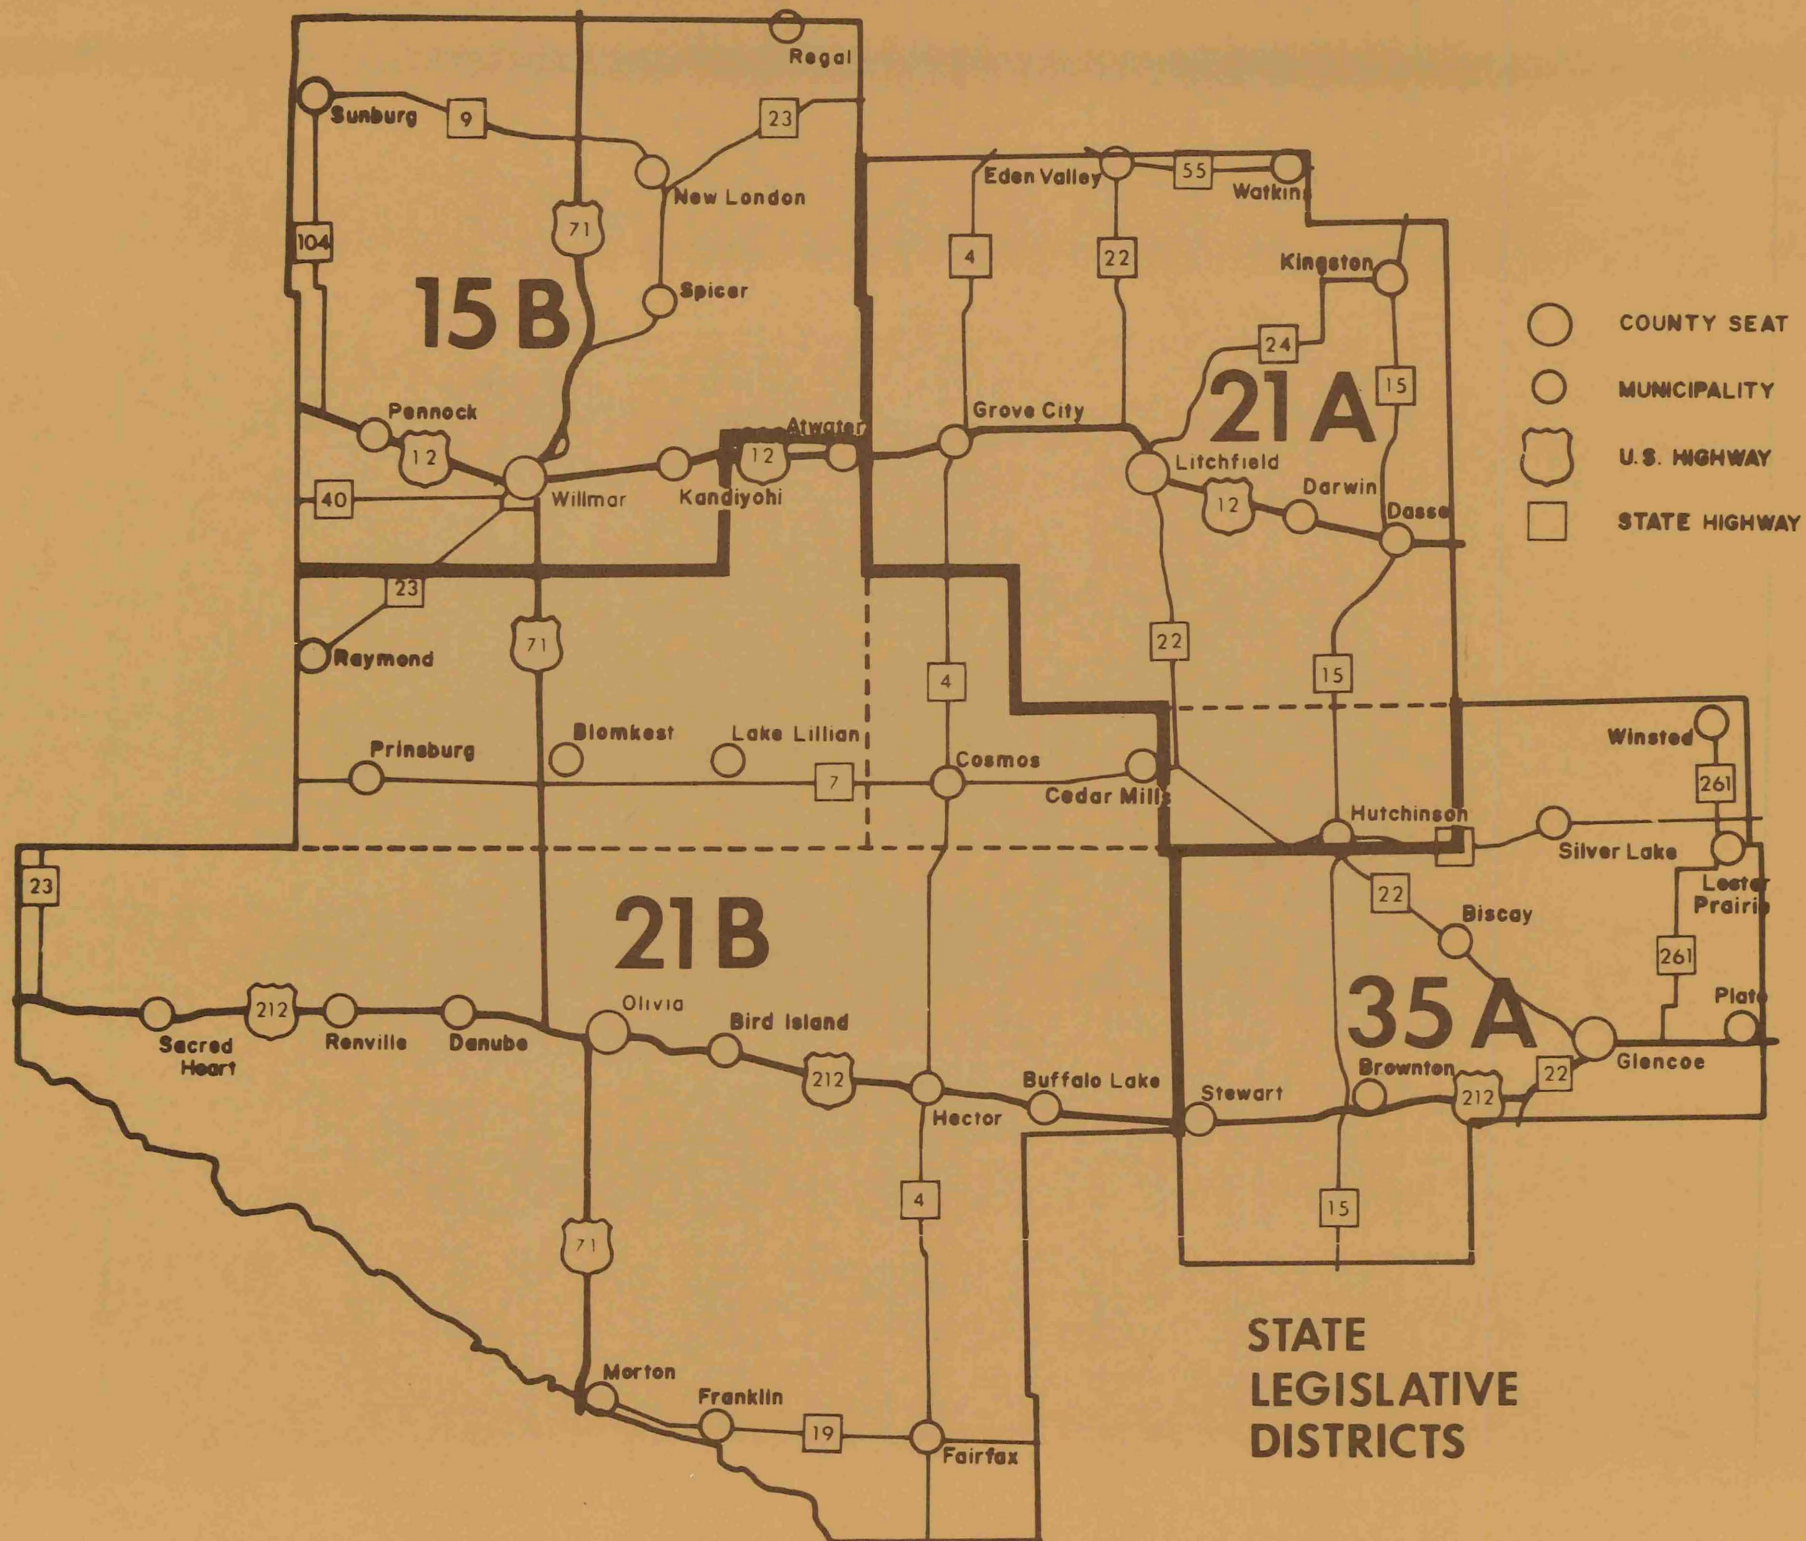 Regal
Sunburg
9
23
Eden Valley
55
Watkins
New London
104
71
4
22
Kingston
15 B
Spicer
COUNTY SEAT
24
21 A
15
MUNICIPALITY
Pennock
Atwater
Grove City
12
12
U.S. HIGHWAY
Litchfield
40
Willmar
Kandiyohi
12
Darwin
Dasse
STATE HIGHWAY
23
71
22
Raymond
4
15
Prinsburg
Blomkest
Lake Lillian
Cosmos
Winsted
7
Cedar Mills
261
Hutchinson
Silver Lake
23
21 B
22
Lester
Prairie
Biscay
261
212
Olivia
35 A
Plato
Sacred
Heart
Renville
Danube
Bird Island
Glencoe
212
Buffalo Lake
Brownton
22
Hector
Stewart
212
4
15
71
STATE
LEGISLATIVE
DISTRICTS
Morton
Franklin
19
Fairfax